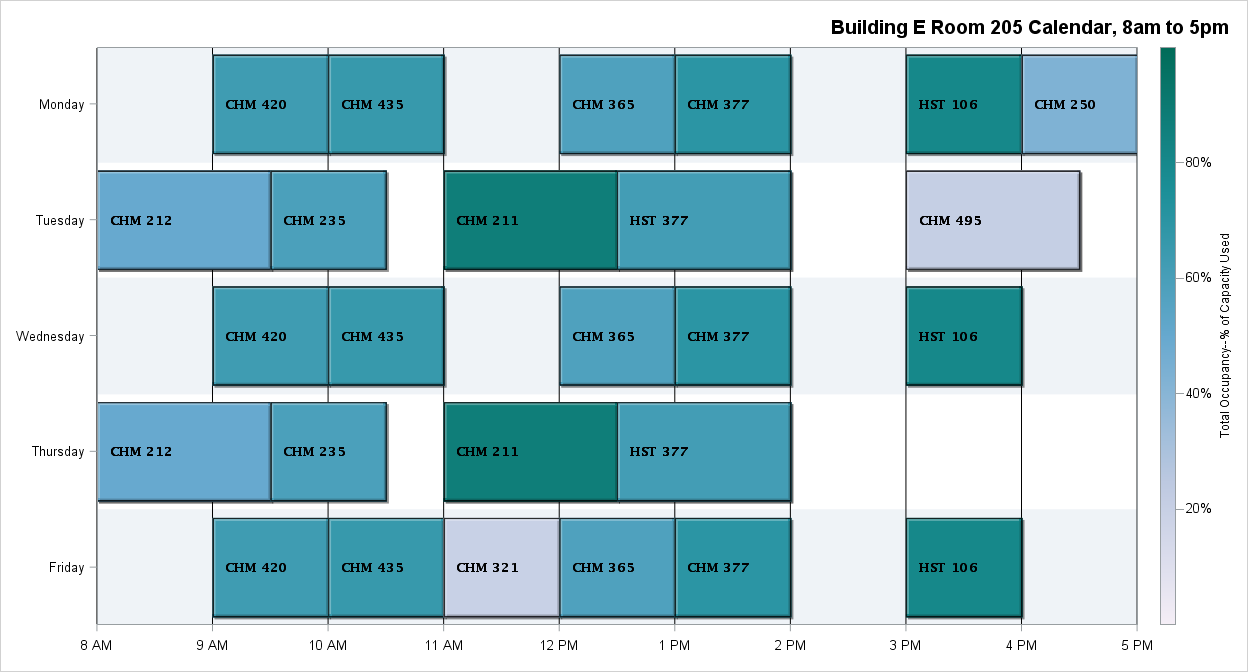 Building E Room 205 Calendar, 8am to 5pm
Monday
CHM 420
CHM 435
CHM 365
CHM 377
HST 106
CHM 250
Tuesday
CHM 212
CHM 235
CHM 211
HST 377
CHM 495
Wednesday
CHM 420
CHM 435
CHM 365
CHM 377
HST 106
Thursday
CHM 212
CHM 235
CHM 211
HST 377
Friday
CHM 420
CHM 435
CHM 321
CHM 365
CHM 377
HST 106
8 AM
9 AM
10 AM
11 AM
12 PM
1 PM
2 PM
3 PM
4 PM
5 PM
80%
60%
40%
20%
Total Occupancy--% of Capacity Used